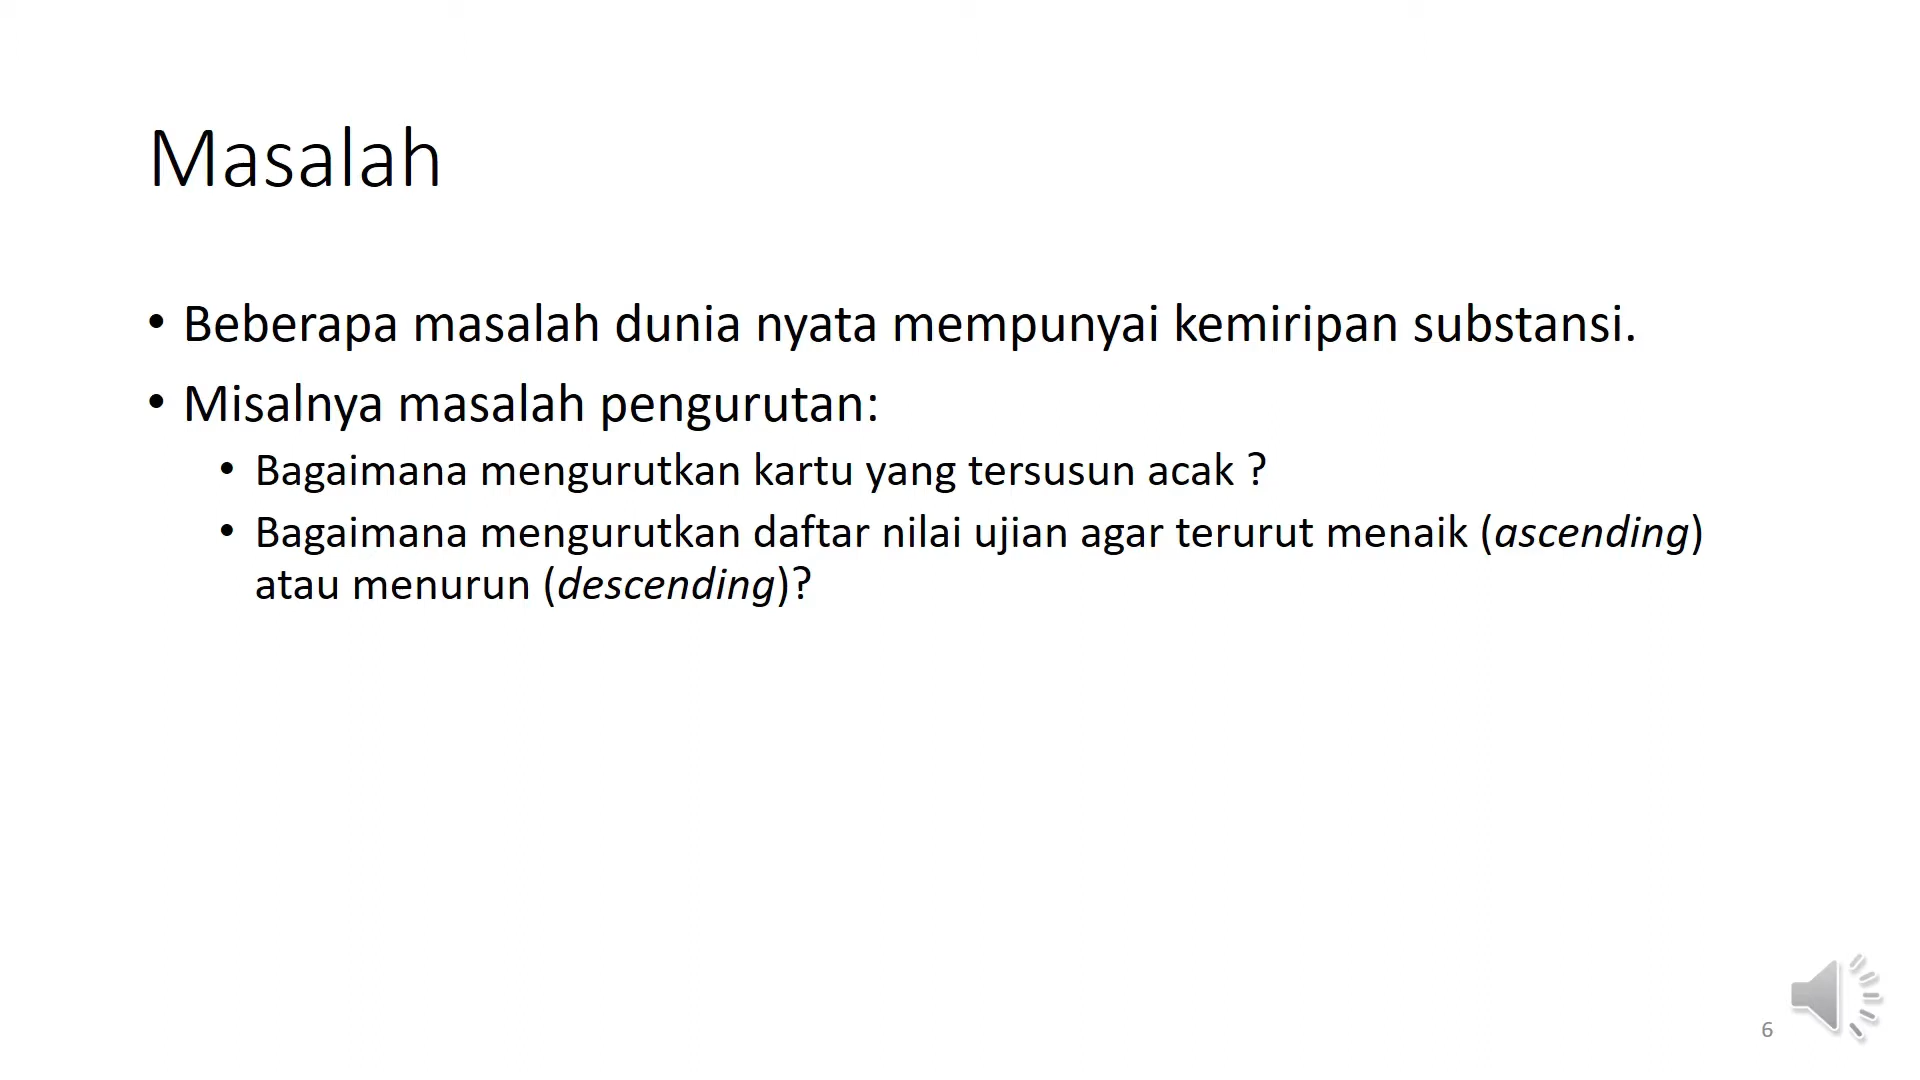 Masalah
• Beberapa masalah dunia nyata mempunyai kemiripan substansi.
• Misalnya masalah pengurutan:
• Bagaimana mengurutkan kartu yang tersusun acak ?
• Bagaimana mengurutkan daftar nilai ujian agar terurut menaik (ascending)
atau menurun (descending)?
6